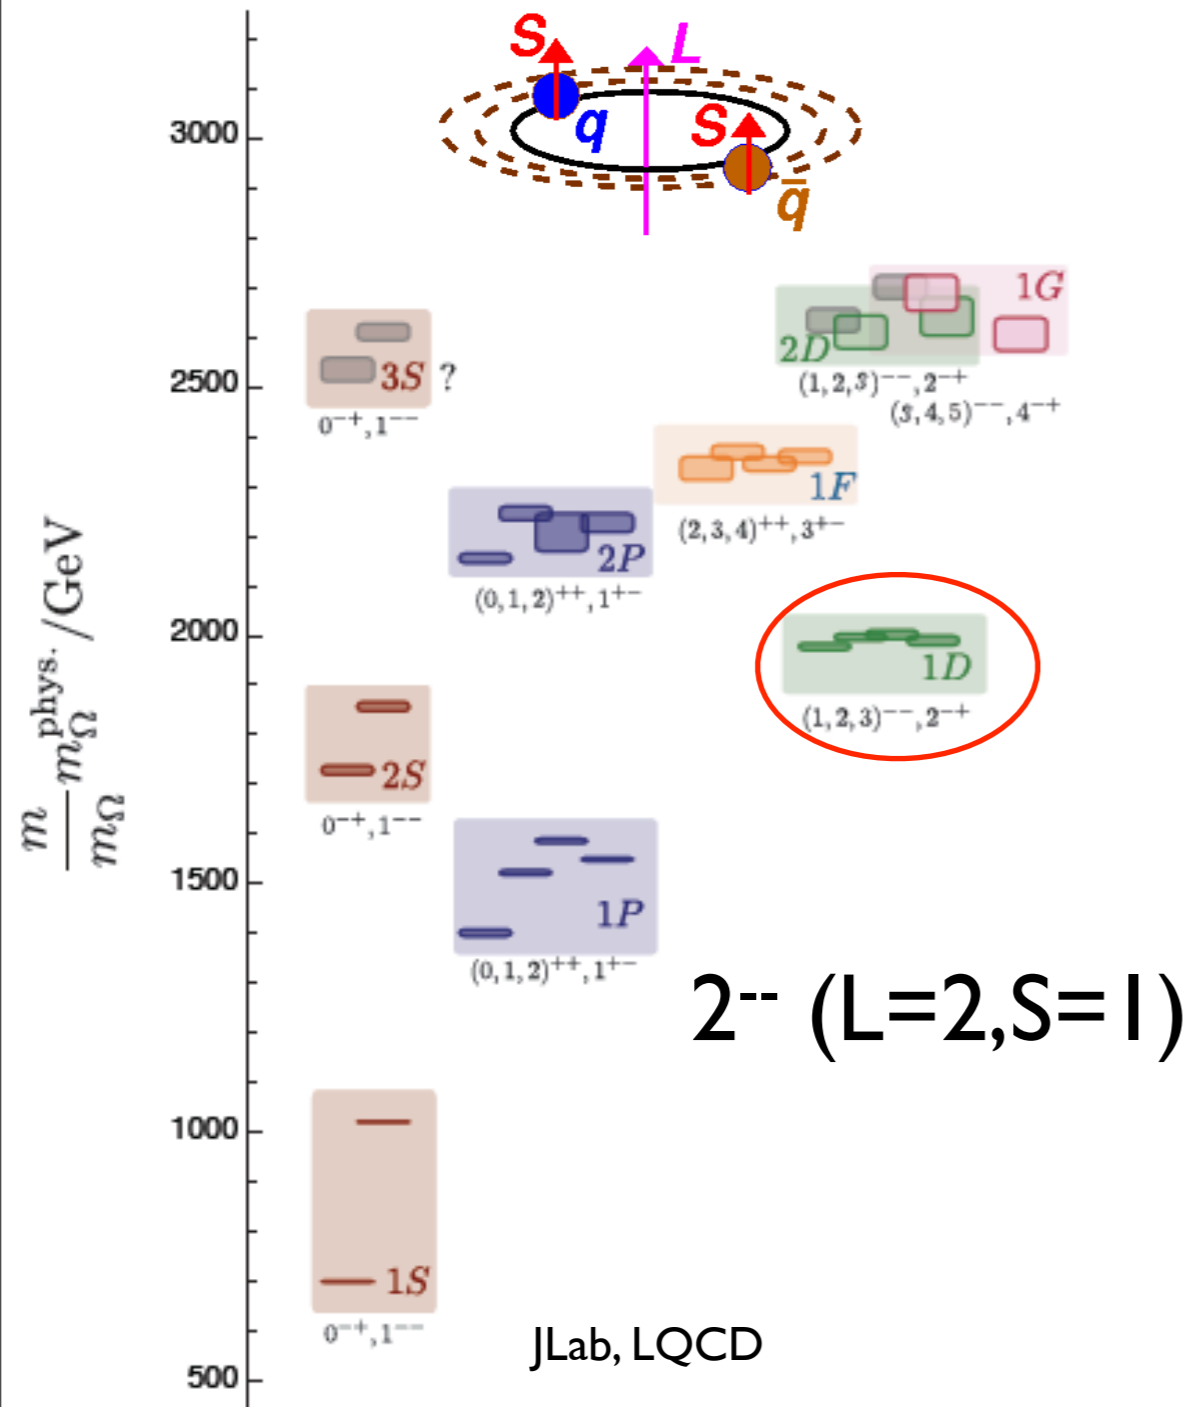 S L
q S
q̄
3000
1G
2D
(1,2,3)⁻⁻,2⁻⁺
(3,4,5)⁻⁻,4⁻⁺
2500
3S ?
0⁻⁺,1⁻⁻
1F
(2,3,4)⁺⁺,3⁺⁻
2P
(0,1,2)⁺⁺,1⁺⁻
m/mΩ mΩ^phys. /GeV
2000
1D
(1,2,3)⁻⁻,2⁻⁺
2S
0⁻⁺,1⁻⁻
1500
1P
(0,1,2)⁺⁺,1⁺⁻
2⁻⁻ (L=2,S=1)
1000
1S
0⁻⁺,1⁻⁻
JLab, LQCD
500